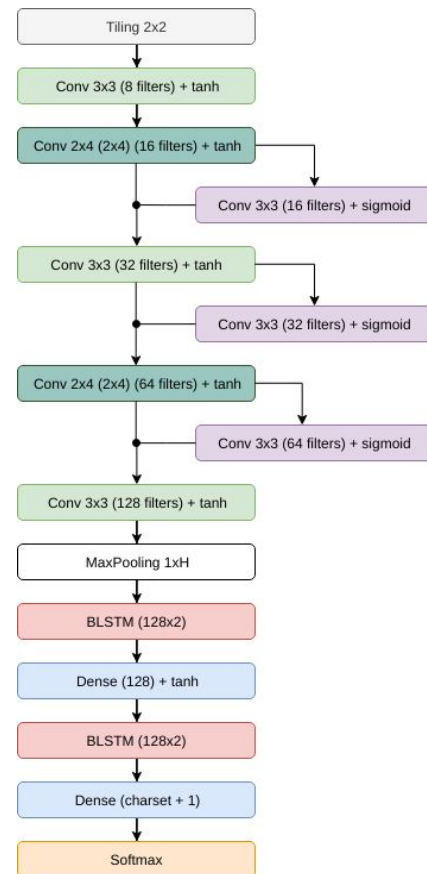 Tiling 2x2
Conv 3x3 (8 filters) + tanh
Conv 2x4 (2x4) (16 filters) + tanh
Conv 3x3 (16 filters) + sigmoid
Conv 3x3 (32 filters) + tanh
Conv 3x3 (32 filters) + sigmoid
Conv 2x4 (2x4) (64 filters) + tanh
Conv 3x3 (64 filters) + sigmoid
Conv 3x3 (128 filters) + tanh
MaxPooling 1xH
BLSTM (128x2)
Dense (128) + tanh
BLSTM (128x2)
Dense (charset + 1)
Softmax